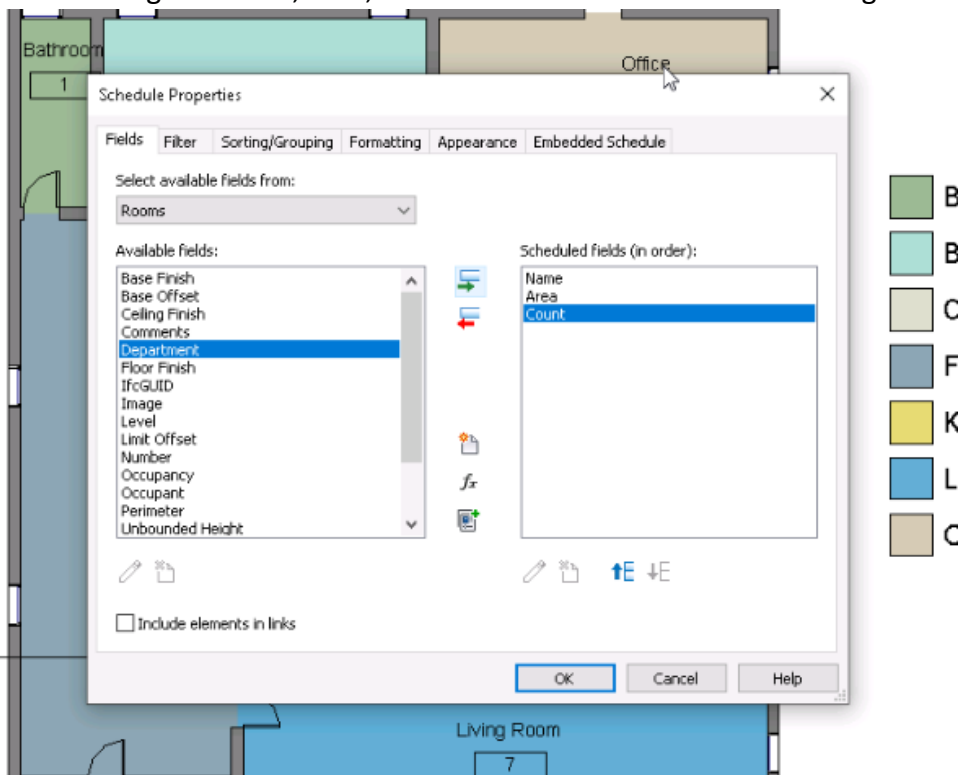 Bathroom
1
Office
Schedule Properties
Fields Filter Sorting/Grouping Formatting Appearance Embedded Schedule
Select available fields from:
Rooms
Available fields:
Base Finish
Base Offset
Ceiling Finish
Comments
Department
Floor Finish
IfcGUID
Image
Level
Limit Offset
Number
Occupancy
Occupant
Perimeter
Unbounded Height
fx
Scheduled fields (in order):
Name
Area
Count
Include elements in links
OK Cancel Help
B
B
C
F
K
L
Living Room
7